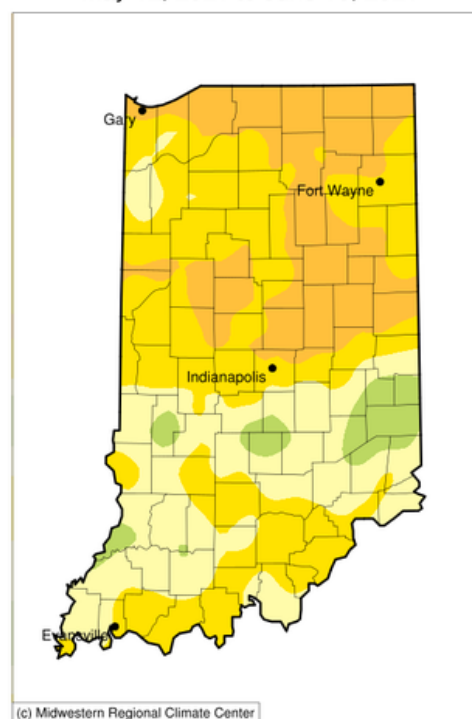 Gary
Fort Wayne
Indianapolis
Evansville
(c) Midwestern Regional Climate Center